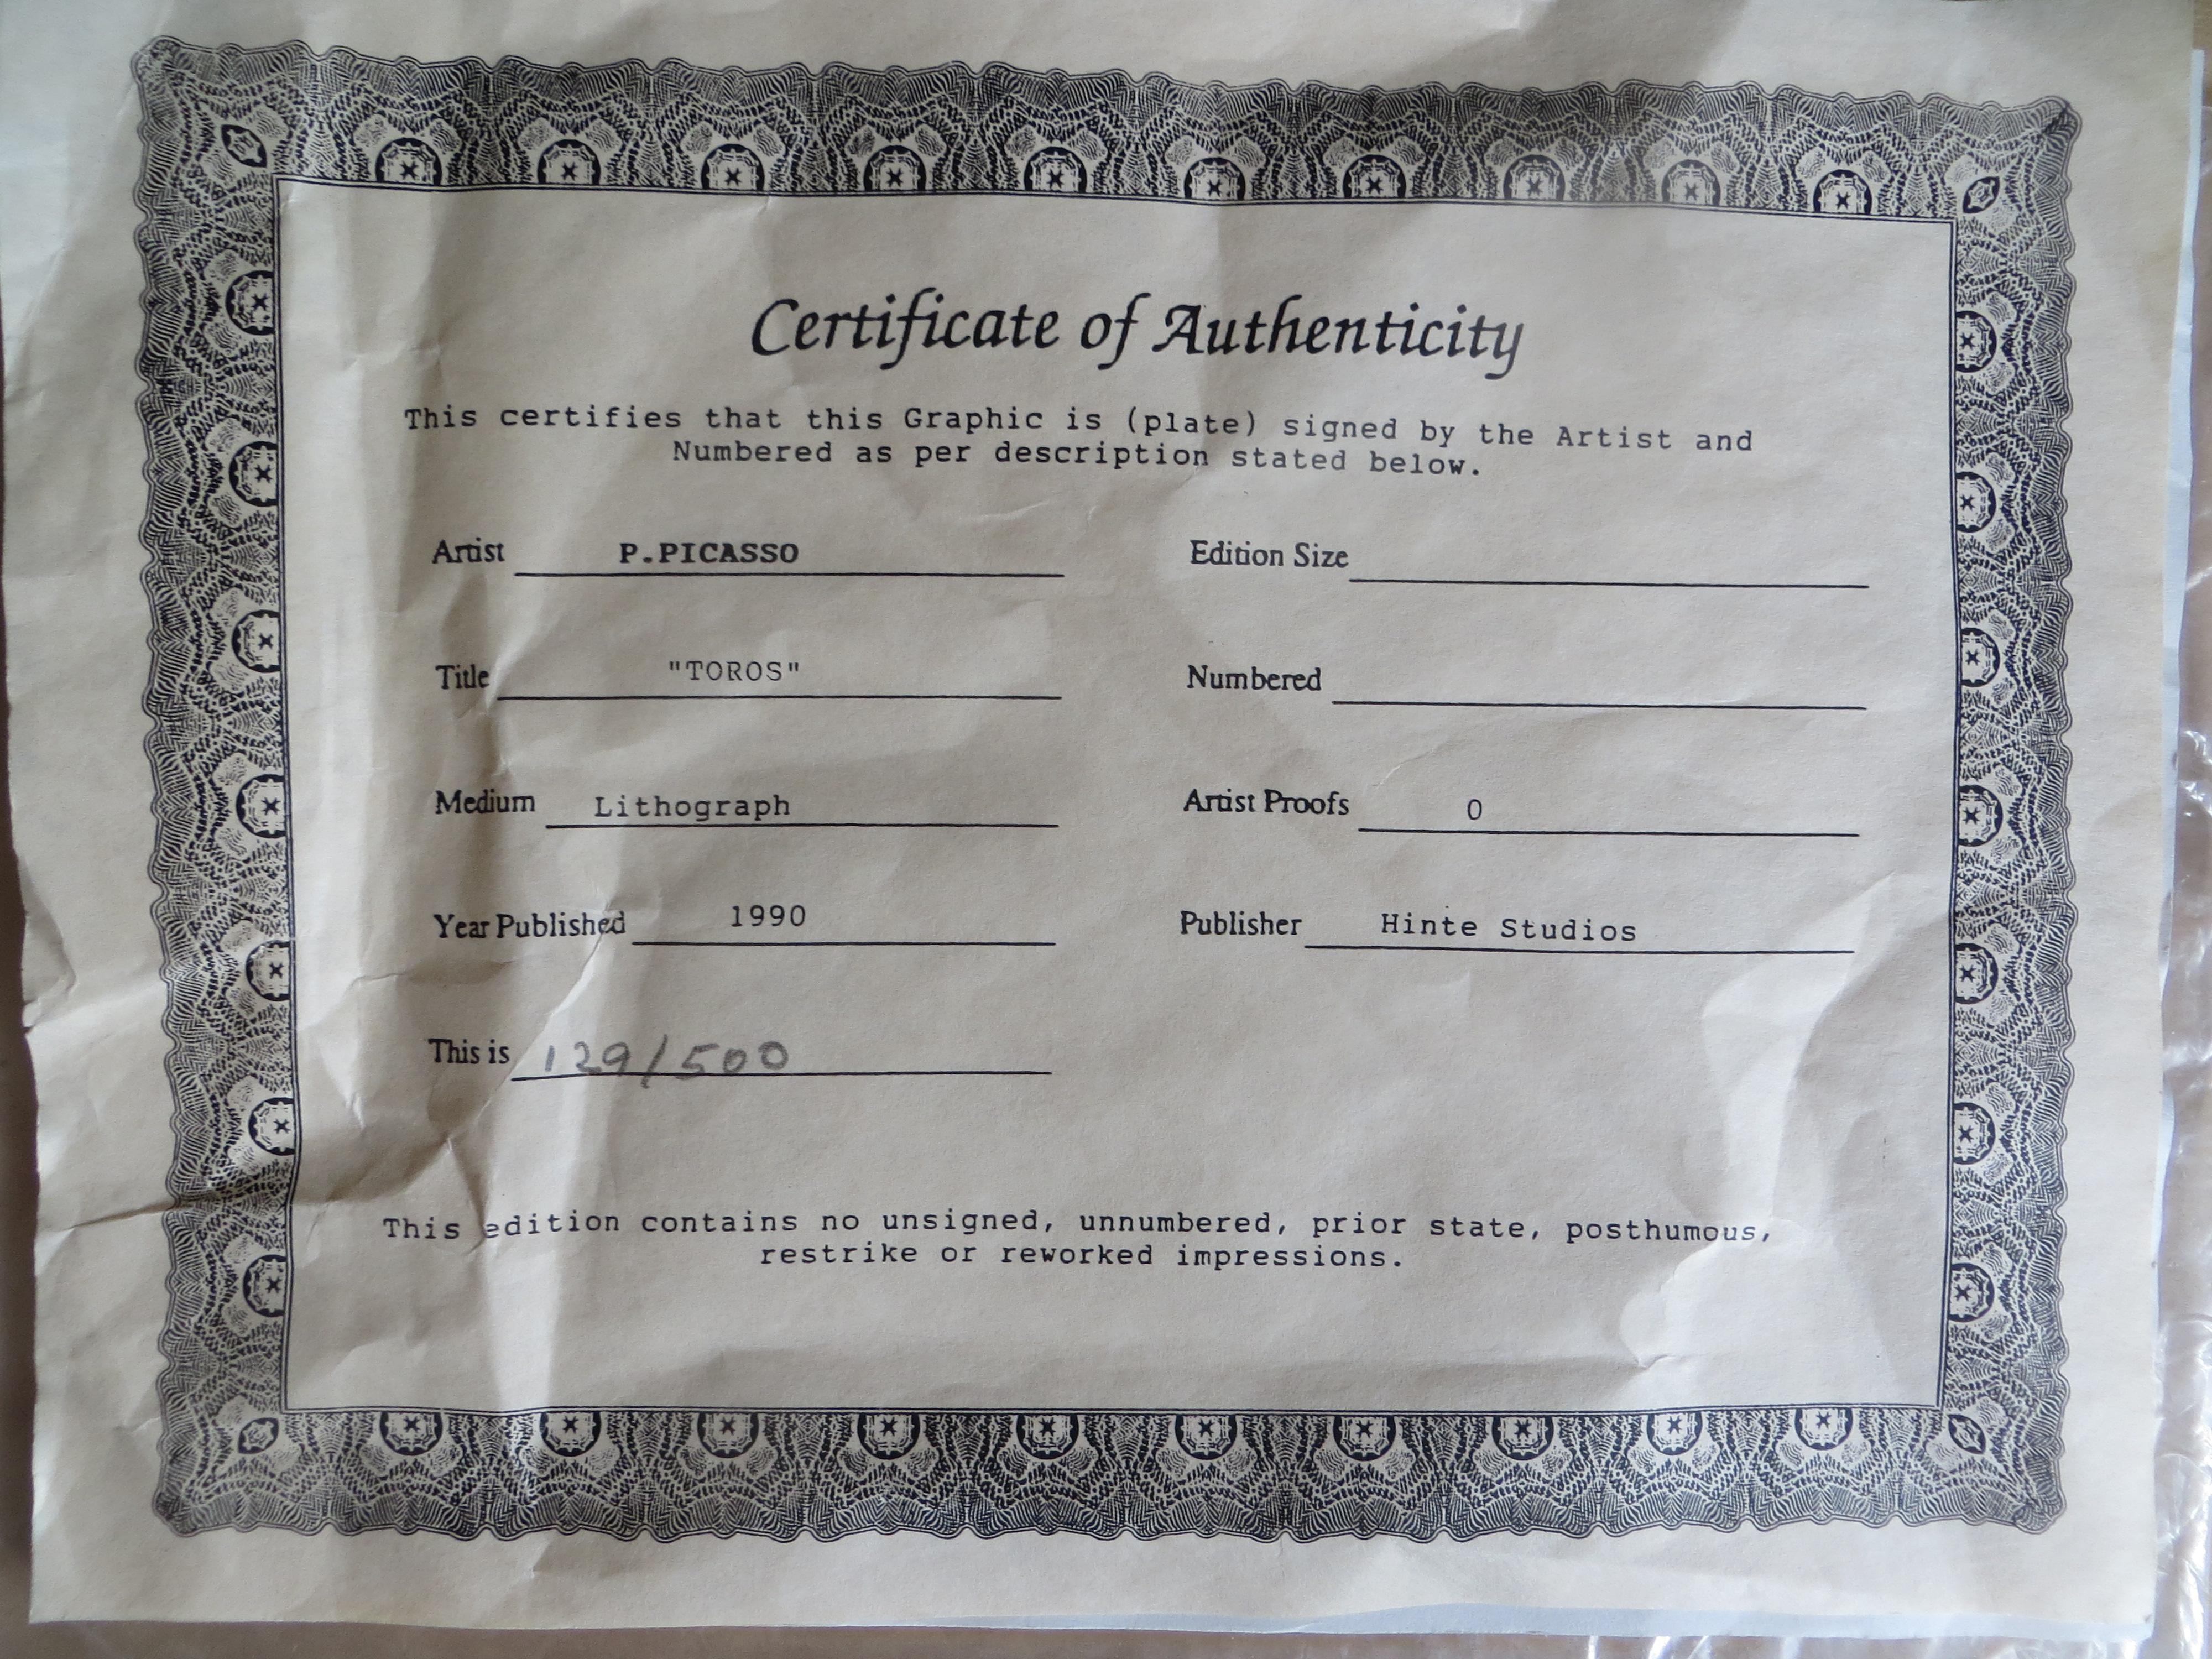 Certificate of Authenticity
This certifies that this Graphic is (plate) signed by the Artist and
Numbered as per description stated below.
Artist P.PICASSO
Edition Size
Title "TOROS"
Numbered
Medium Lithograph
Artist Proofs 0
Year Published 1990
Publisher Hinte Studios
This is 129/500
This edition contains no unsigned, unnumbered, prior state, posthumous,
restrike or reworked impressions.